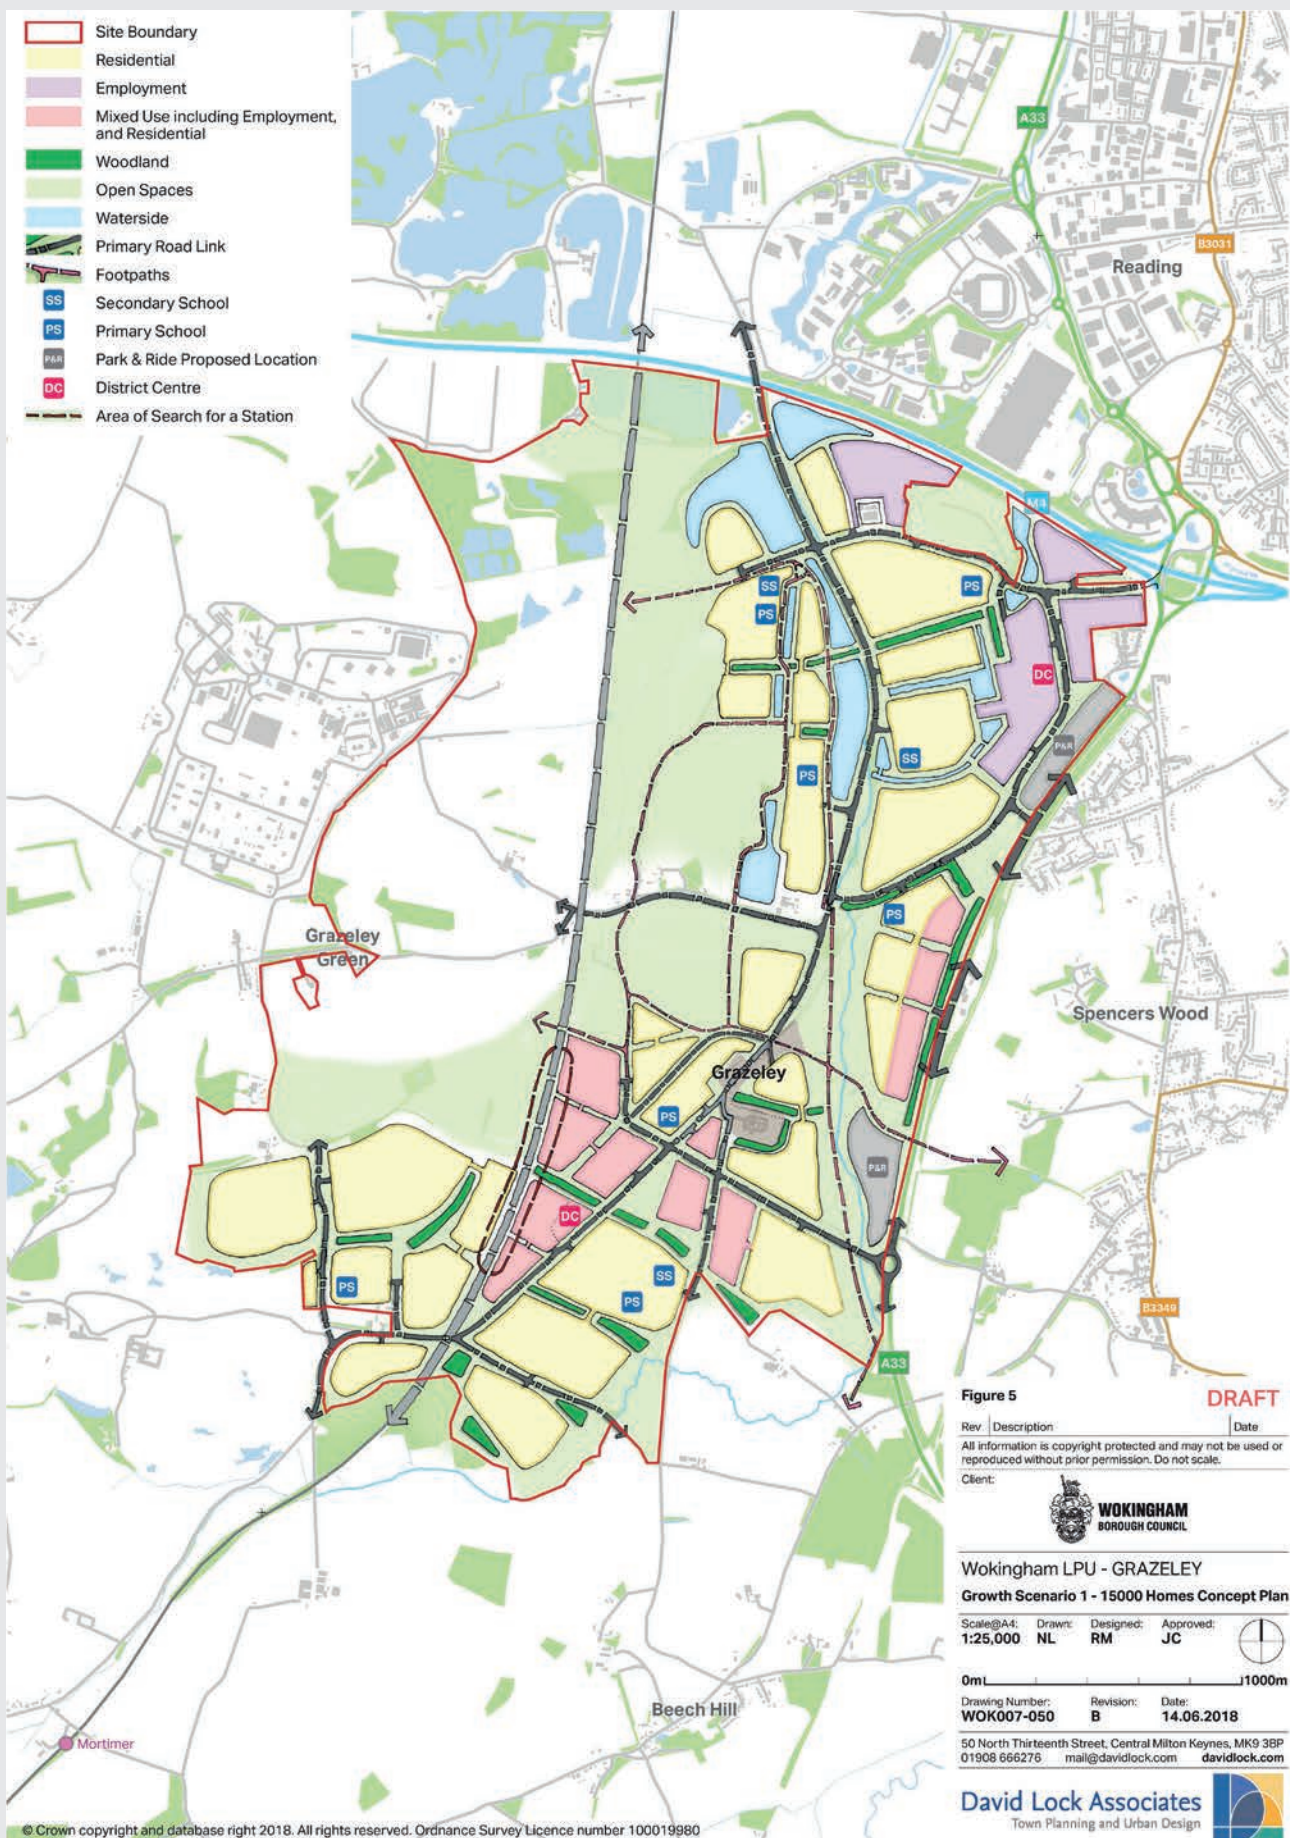 Site Boundary
Residential
Employment
Mixed Use including Employment,
and Residential
Woodland
Open Spaces
Waterside
Primary Road Link
Footpaths
SS Secondary School
PS Primary School
P&R Park & Ride Proposed Location
DC District Centre
Area of Search for a Station
A33
B3031
Reading
M4
SS
PS
PS
DC
P&R
SS
PS
PS
Grazeley
Green
Spencers Wood
Grazeley
PS
P&R
DC
SS
PS
PS
B3349
A33
Beech Hill
Mortimer
Figure 5
DRAFT
Rev Description Date
All information is copyright protected and may not be used or
reproduced without prior permission. Do not scale.
Client:
WOKINGHAM
BOROUGH COUNCIL
Wokingham LPU - GRAZELEY
Growth Scenario 1 - 15000 Homes Concept Plan
Scale@A4: Drawn: Designed: Approved:
1:25,000 NL RM JC
0m 1000m
Drawing Number: Revision: Date:
WOK007-050 B 14.06.2018
50 North Thirteenth Street, Central Milton Keynes, MK9 3BP
01908 666276 mail@davidlock.com davidlock.com
David Lock Associates
Town Planning and Urban Design
© Crown copyright and database right 2018. All rights reserved. Ordnance Survey Licence number 100019980